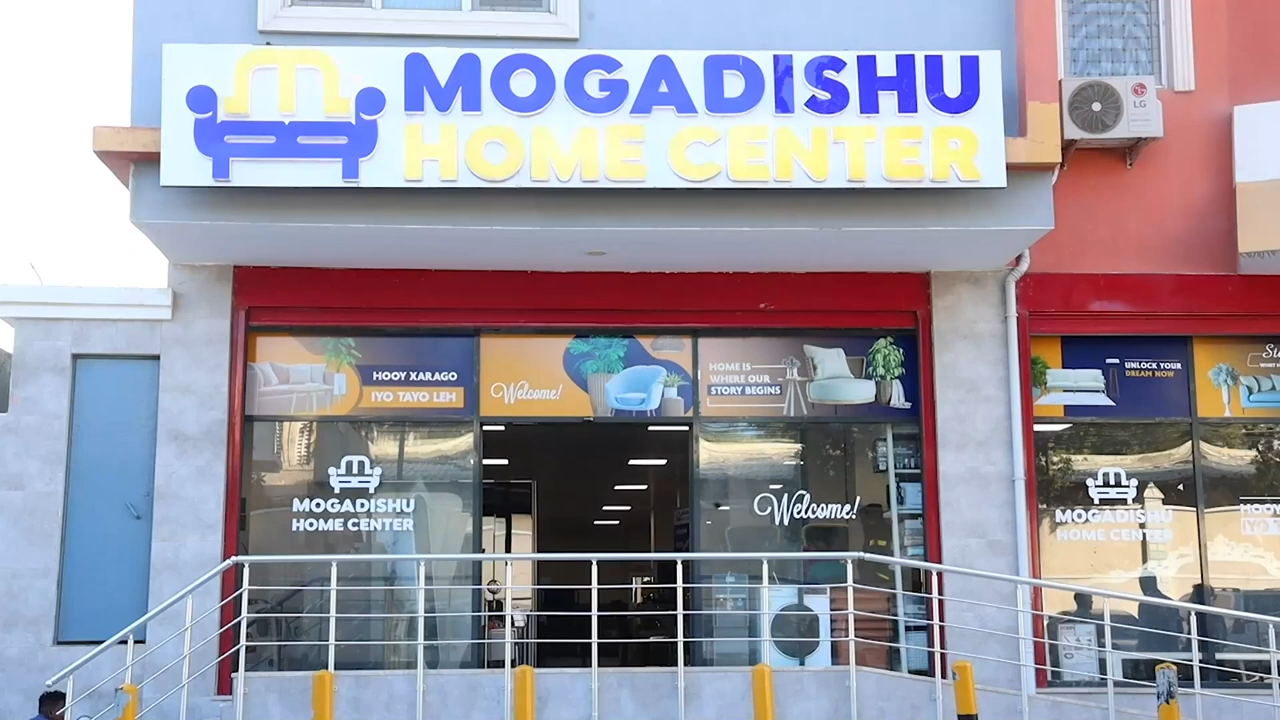 MOGADISHU
HOME CENTER
LG
HOOY XARAGO
IYO TAYO LEH
Welcome!
HOME IS
WHERE OUR
STORY BEGINS
UNLOCK YOUR
DREAM NOW
MOGADISHU
HOME CENTER
Welcome!
MOGADISHU
HOME CENTER
HOOY